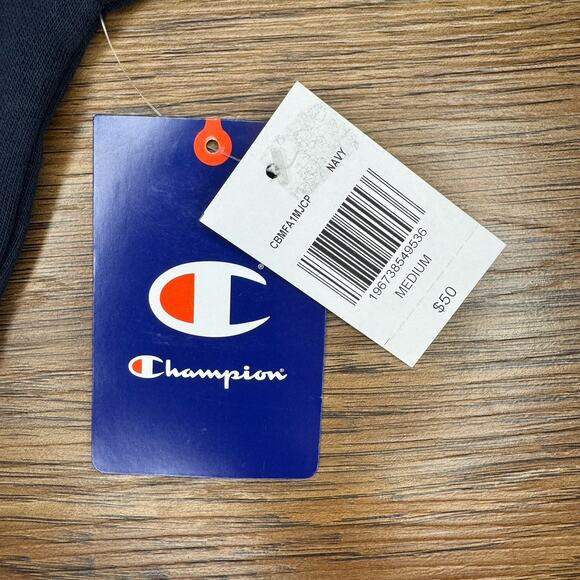 Champion
CBMFA1MJCP
NAVY
196738549536
MEDIUM
$50